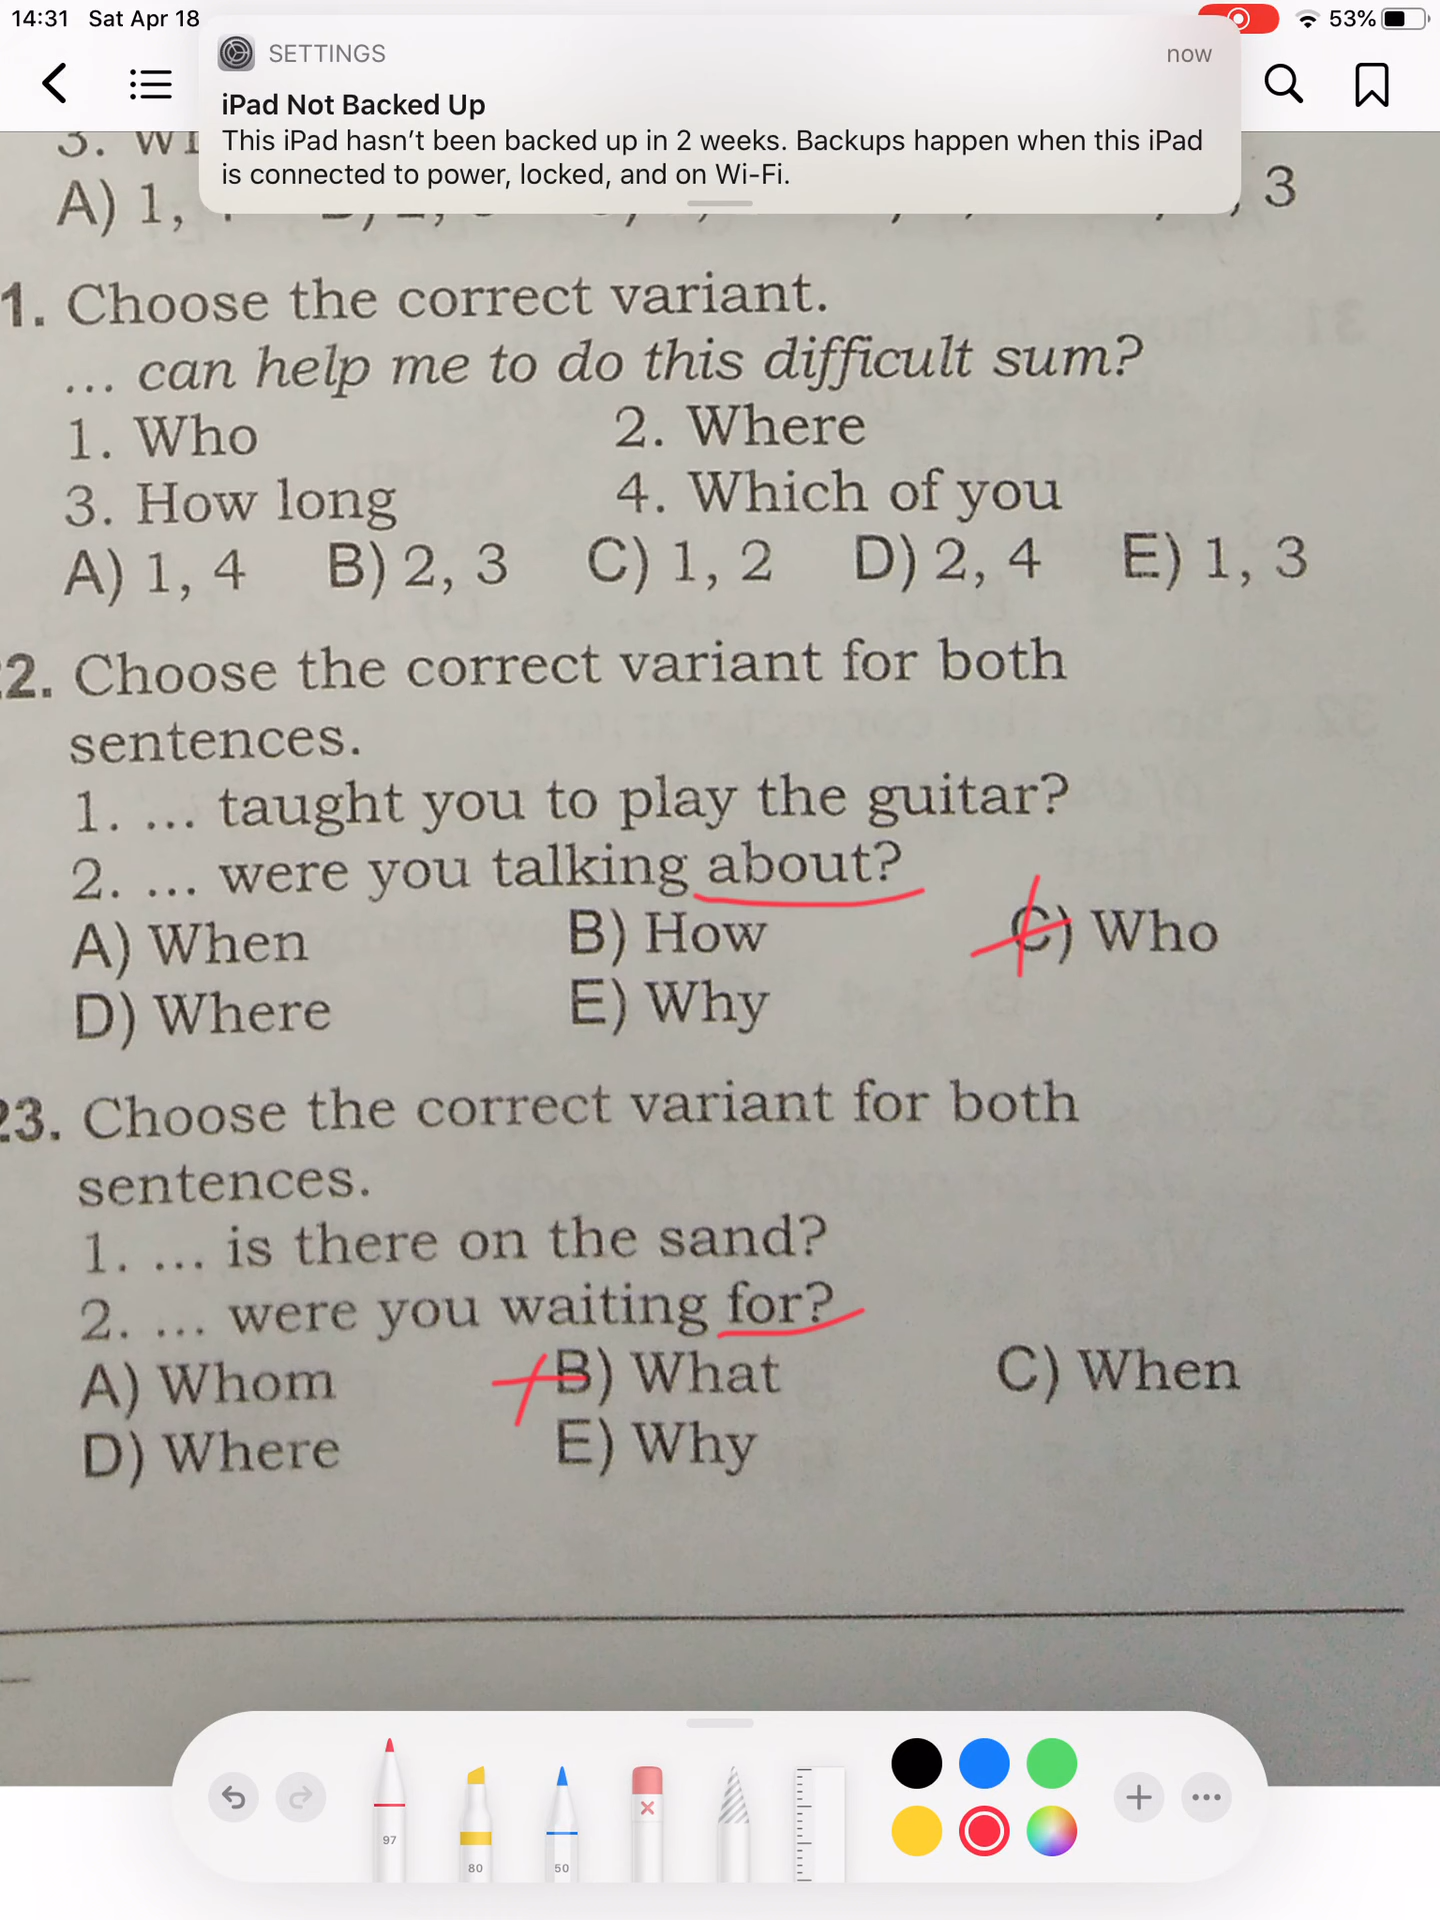 14:31 Sat Apr 18
53%
SETTINGS
now
iPad Not Backed Up
This iPad hasn't been backed up in 2 weeks. Backups happen when this iPad
is connected to power, locked, and on Wi-Fi.
3.
A) 1, 3
1. Choose the correct variant.
... can help me to do this difficult sum?
1. Who 2. Where
3. How long 4. Which of you
A) 1, 4 B) 2, 3 C) 1, 2 D) 2, 4 E) 1, 3
22. Choose the correct variant for both
sentences.
1. ... taught you to play the guitar?
2. ... were you talking about?
A) When B) How C) Who
D) Where E) Why
23. Choose the correct variant for both
sentences.
1. ... is there on the sand?
2. ... were you waiting for?
A) Whom B) What C) When
D) Where E) Why
97
80
50